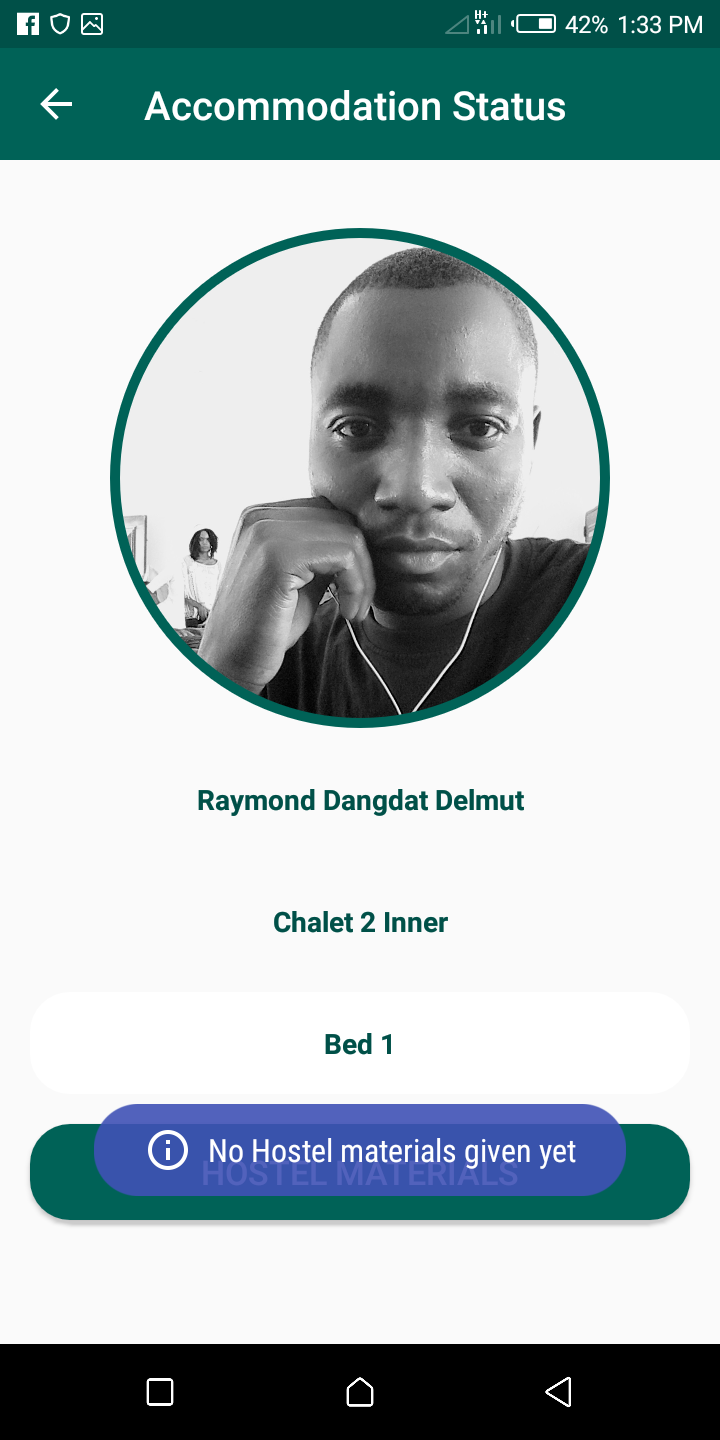 H+ 42% 1:33 PM
Accommodation Status
Raymond Dangdat Delmut
Chalet 2 Inner
Bed 1
No Hostel materials given yet
HOSTEL MATERIALS